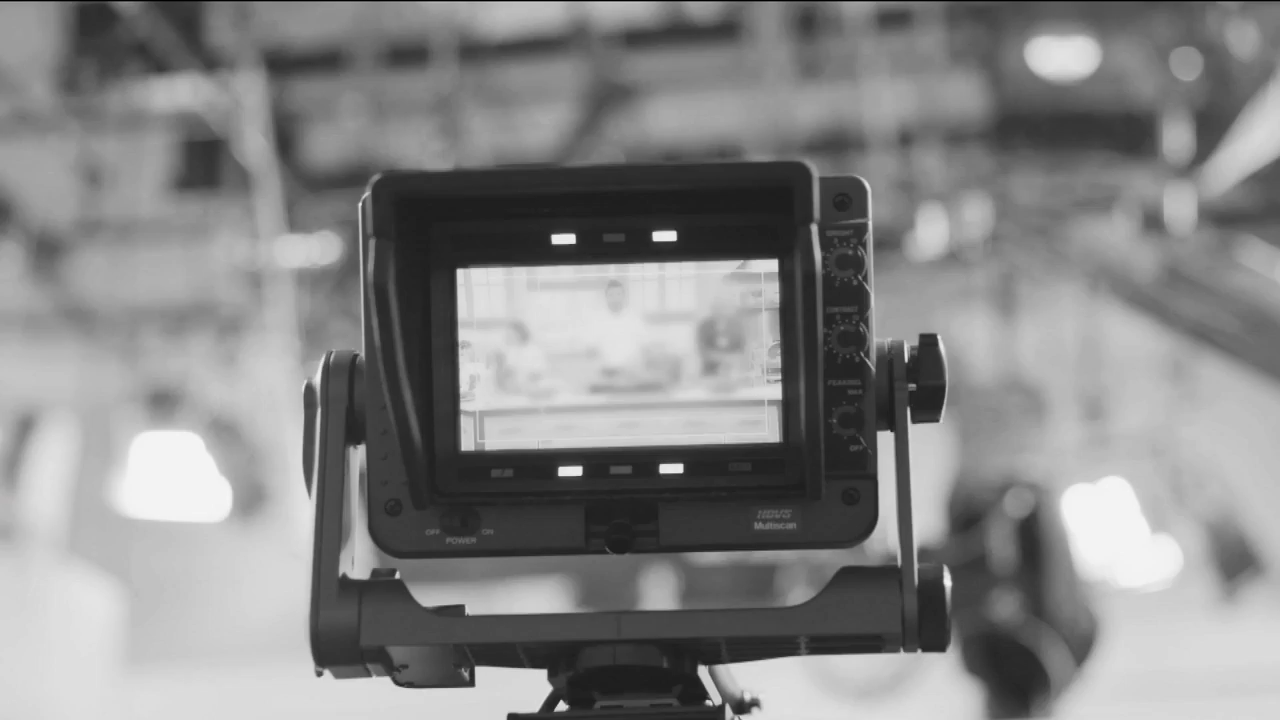 BRIGHT
CONTRAST
PEAKING
MAX
OFF
OFF
ON
POWER
HDVS
Multiscan